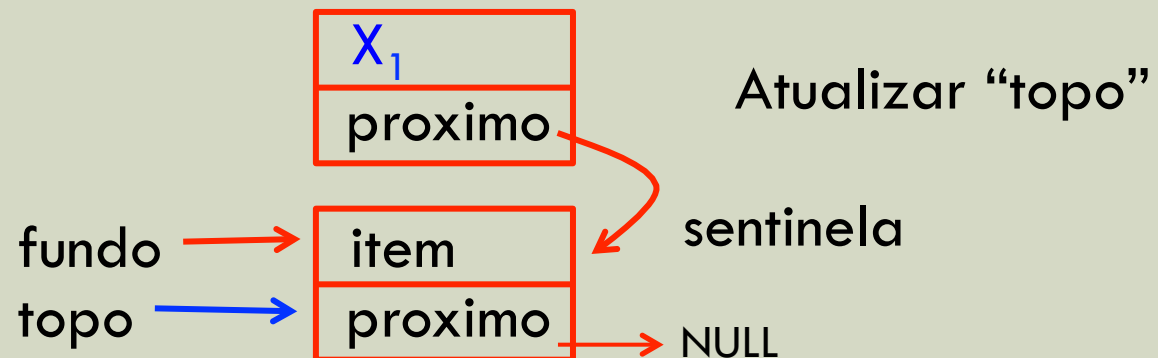 X₁
Atualizar “topo”
proximo
sentinela
fundo
item
topo
proximo
NULL